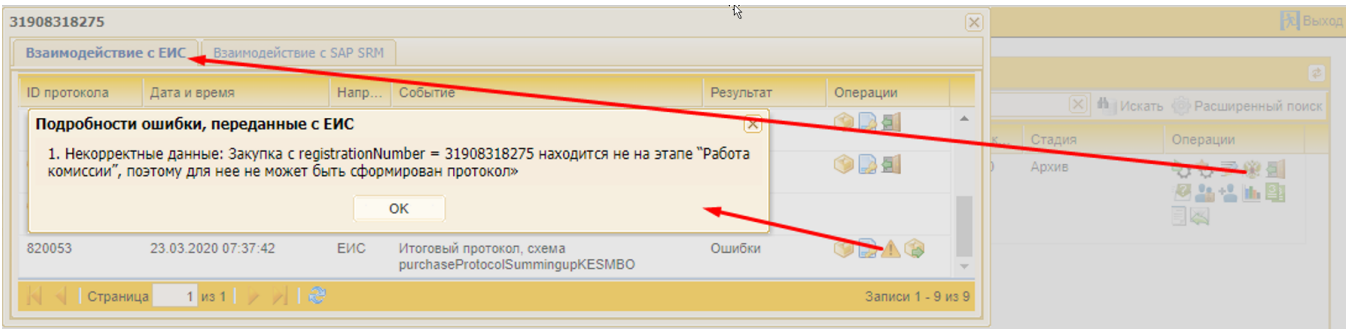 31908318275
Выход
Взаимодействие с ЕИС
Взаимодействие с SAP SRM
ID протокола Дата и время Напр... Событие Результат Операции
Искать Расширенный поиск
Стадия Операции
Архив
Подробности ошибки, переданные с ЕИС
1. Некорректные данные: Закупка с registrationNumber = 31908318275 находится не на этапе "Работа
комиссии", поэтому для нее не может быть сформирован протокол»
OK
820053 23.03.2020 07:37:42 ЕИС Итоговый протокол, схема Ошибки
purchaseProtocolSummingupKESMBO
Страница 1 из 1 Записи 1 - 9 из 9